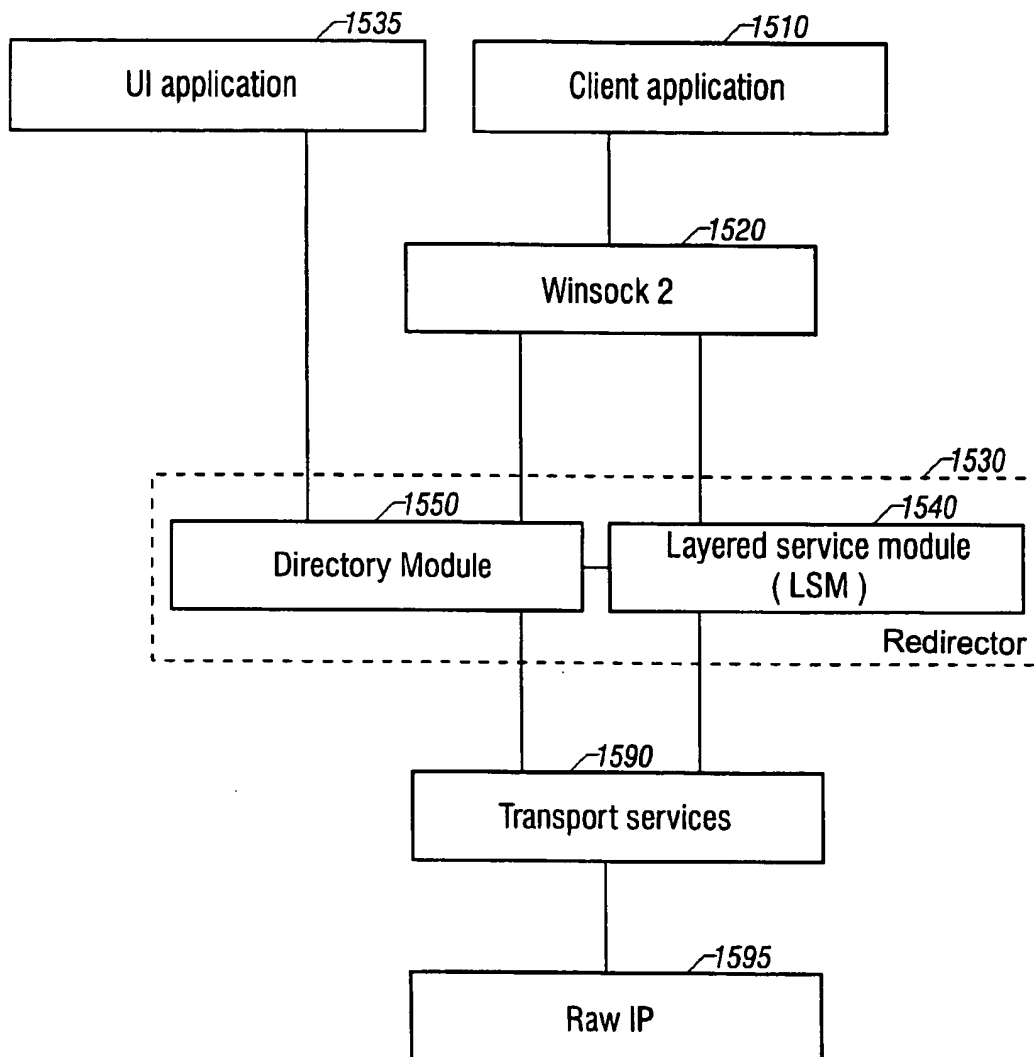 1535
UI application
1510
Client application
1520
Winsock 2
1530
1550
Directory Module
1540
Layered service module
( LSM )
Redirector
1590
Transport services
1595
Raw IP